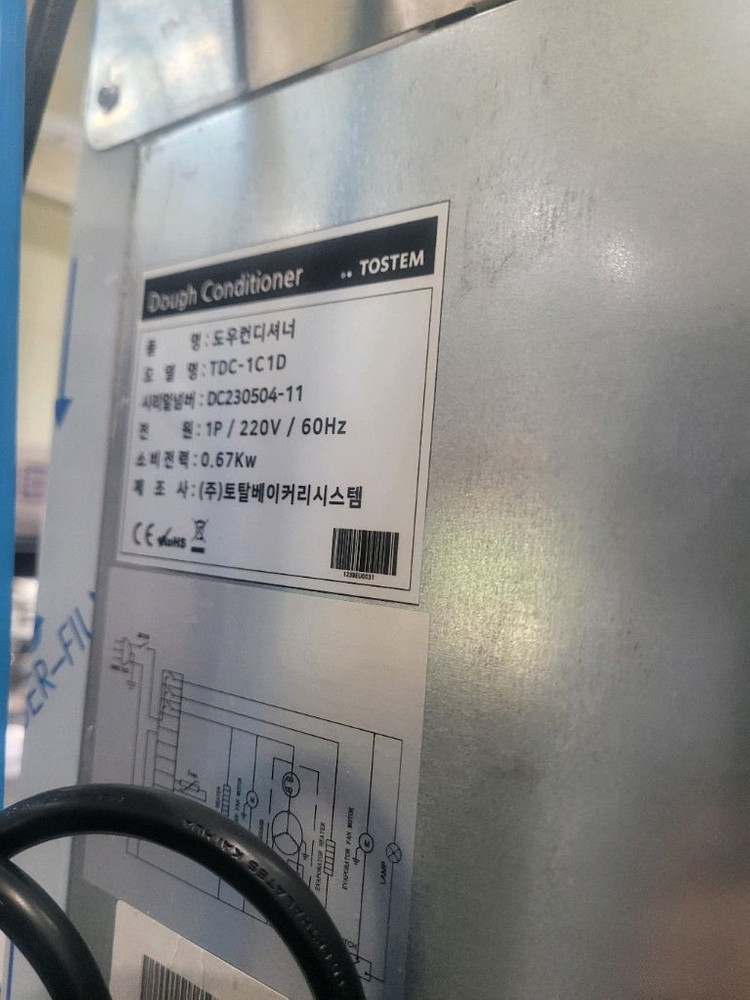 Dough Conditioner TOSTEM
품 명 : 도우컨디셔너
모 델 명 : TDC-1C1D
시리얼넘버 : DC230504-11
전 원 : 1P / 220V / 60Hz
소비전력 : 0.67Kw
제 조 사 : (주)토탈베이커리시스템
CE RoHS
HEATER
EVAPORATOR HEATER
EVAPORATOR FAN MOTOR
LAMP